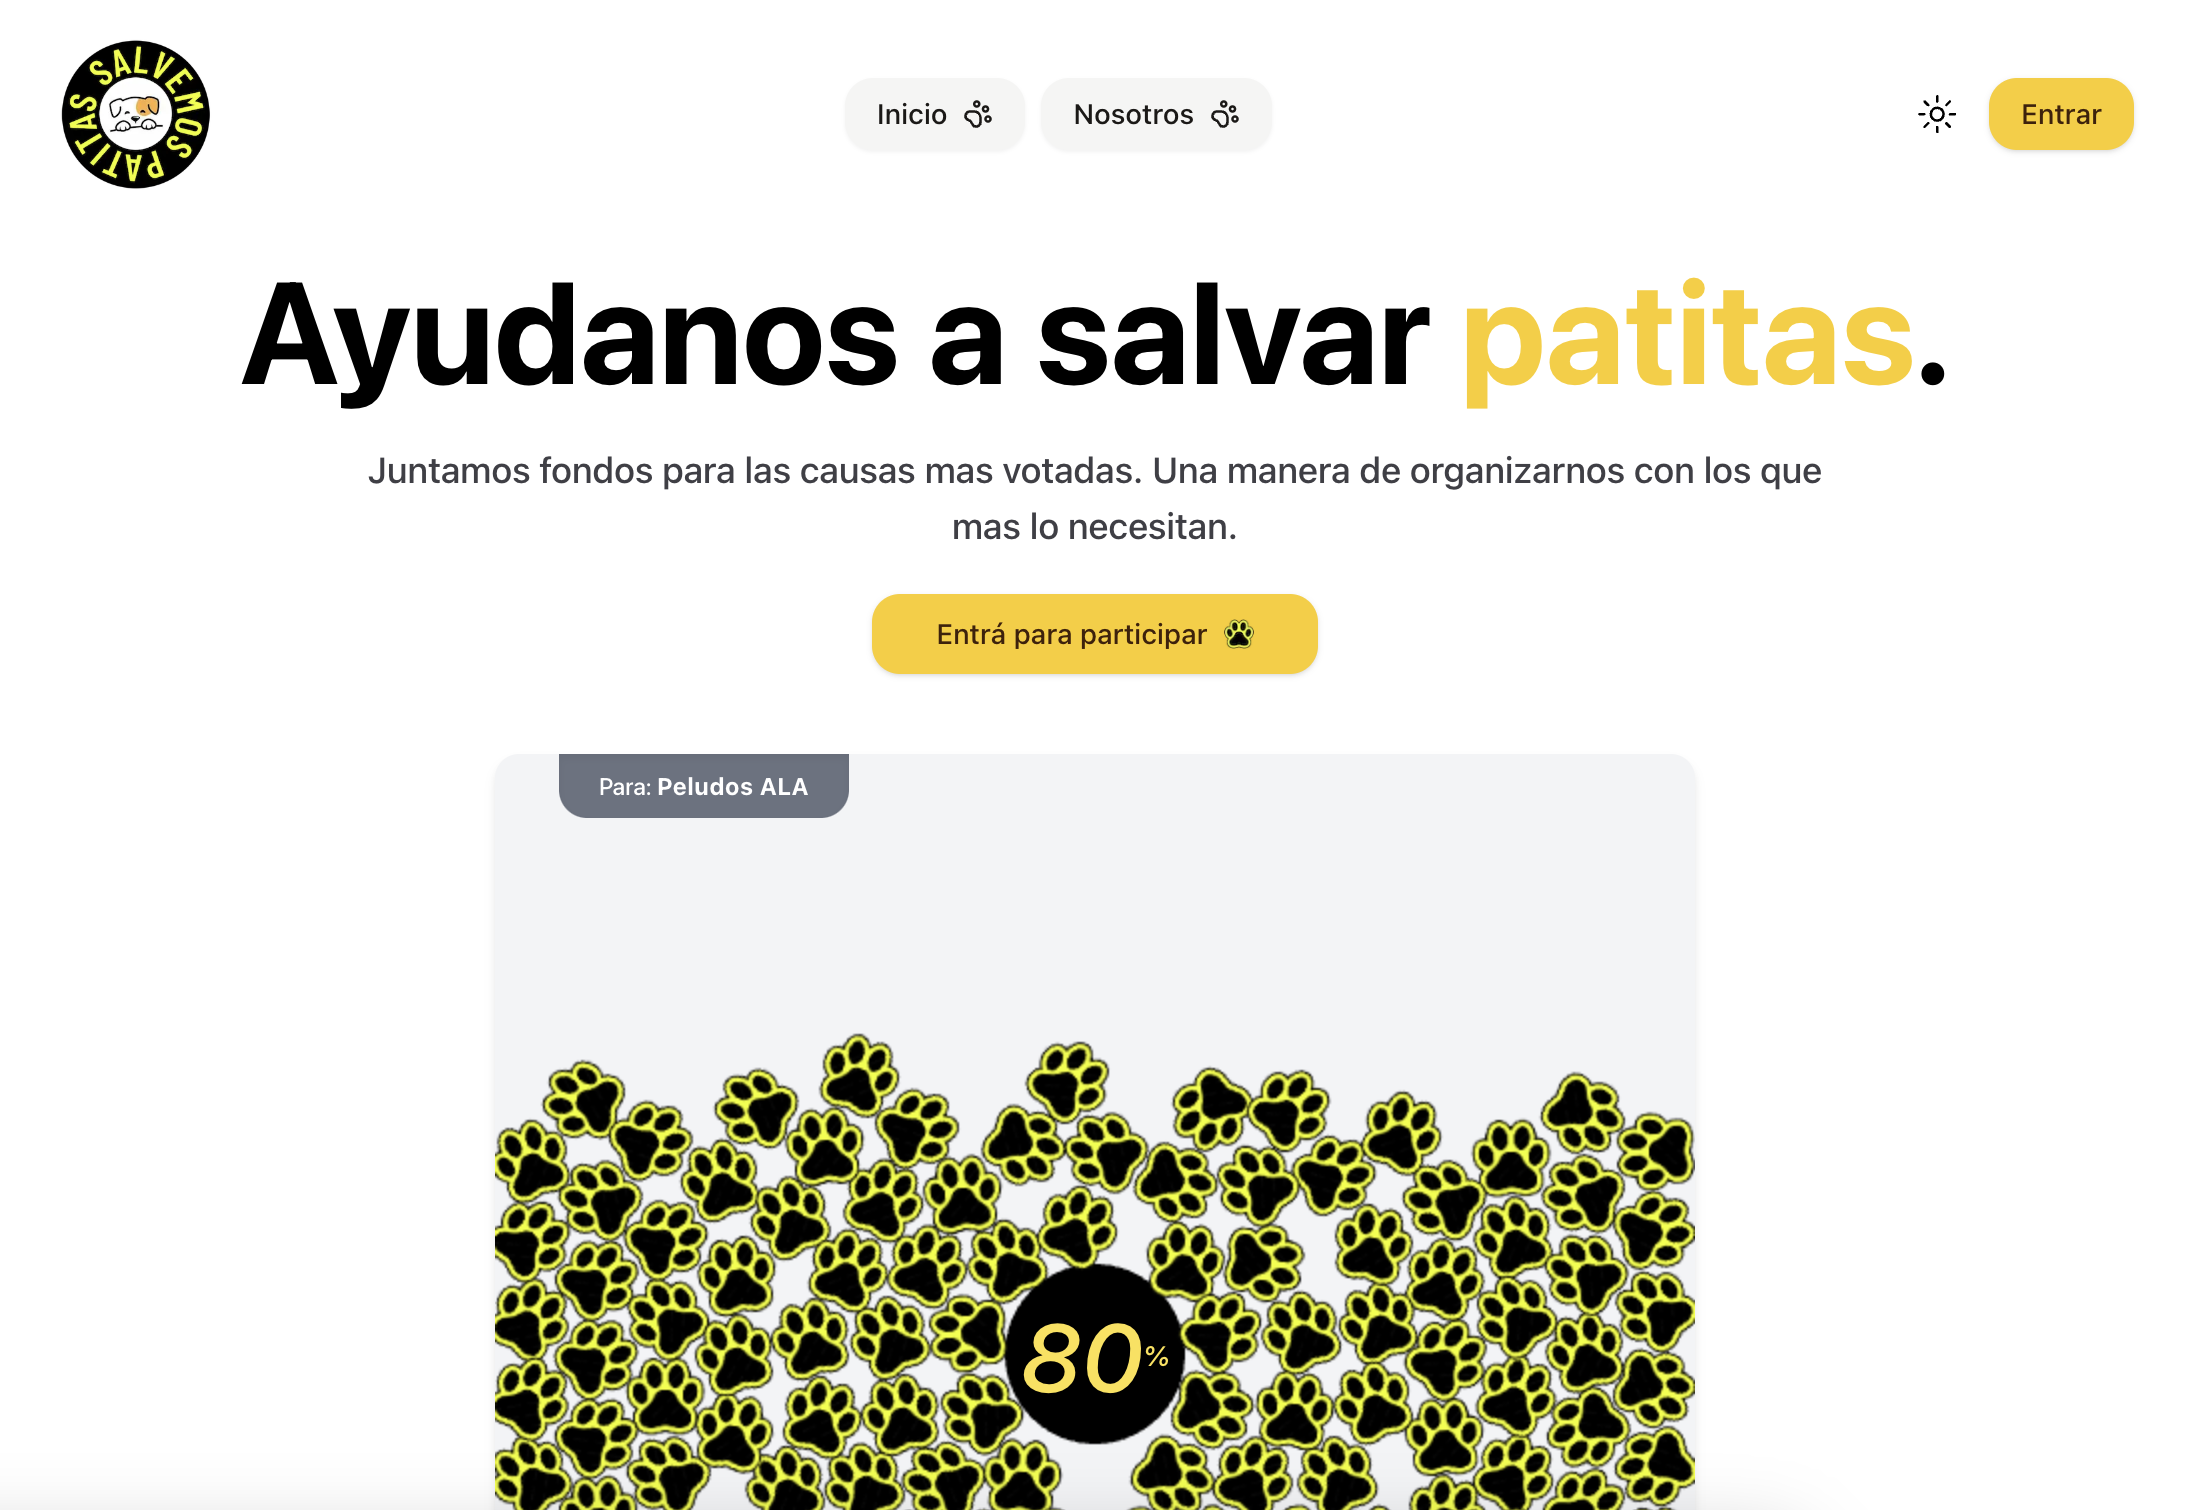 SALVEMOS PATITAS
Inicio
Nosotros
Entrar
Ayudanos a salvar patitas.
Juntamos fondos para las causas mas votadas. Una manera de organizarnos con los que
mas lo necesitan.
Entrá para participar
Para: Peludos ALA
80%